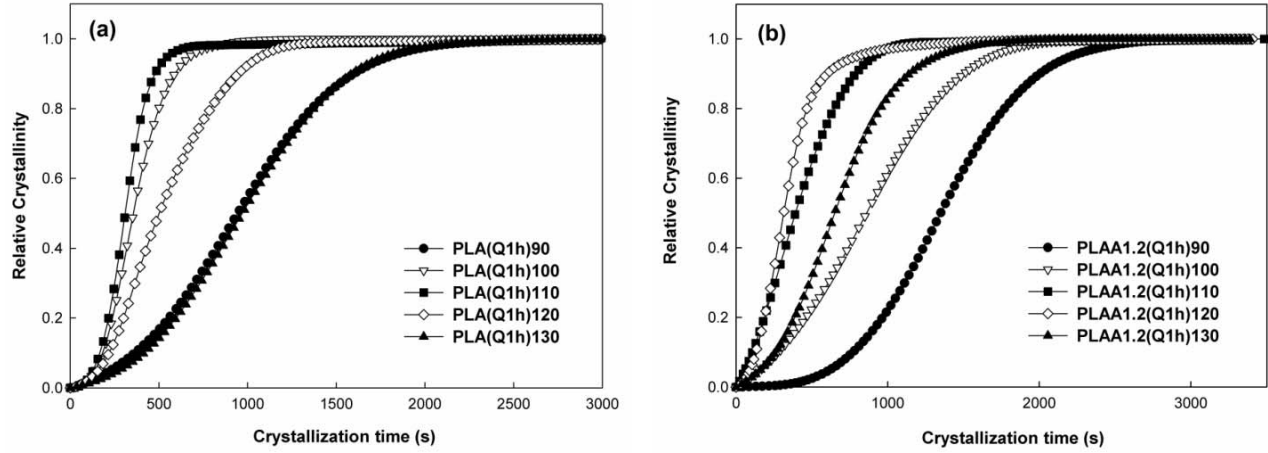 (a)
Relative Crystallinity
1.0
0.8
0.6
0.4
0.2
0.0
PLA(Q1h)90
PLA(Q1h)100
PLA(Q1h)110
PLA(Q1h)120
PLA(Q1h)130
0 500 1000 1500 2000 2500 3000
Crystallization time (s)
(b)
Relative Crystallitiny
1.0
0.8
0.6
0.4
0.2
0.0
PLAA1.2(Q1h)90
PLAA1.2(Q1h)100
PLAA1.2(Q1h)110
PLAA1.2(Q1h)120
PLAA1.2(Q1h)130
0 1000 2000 3000
Crystallization time (s)